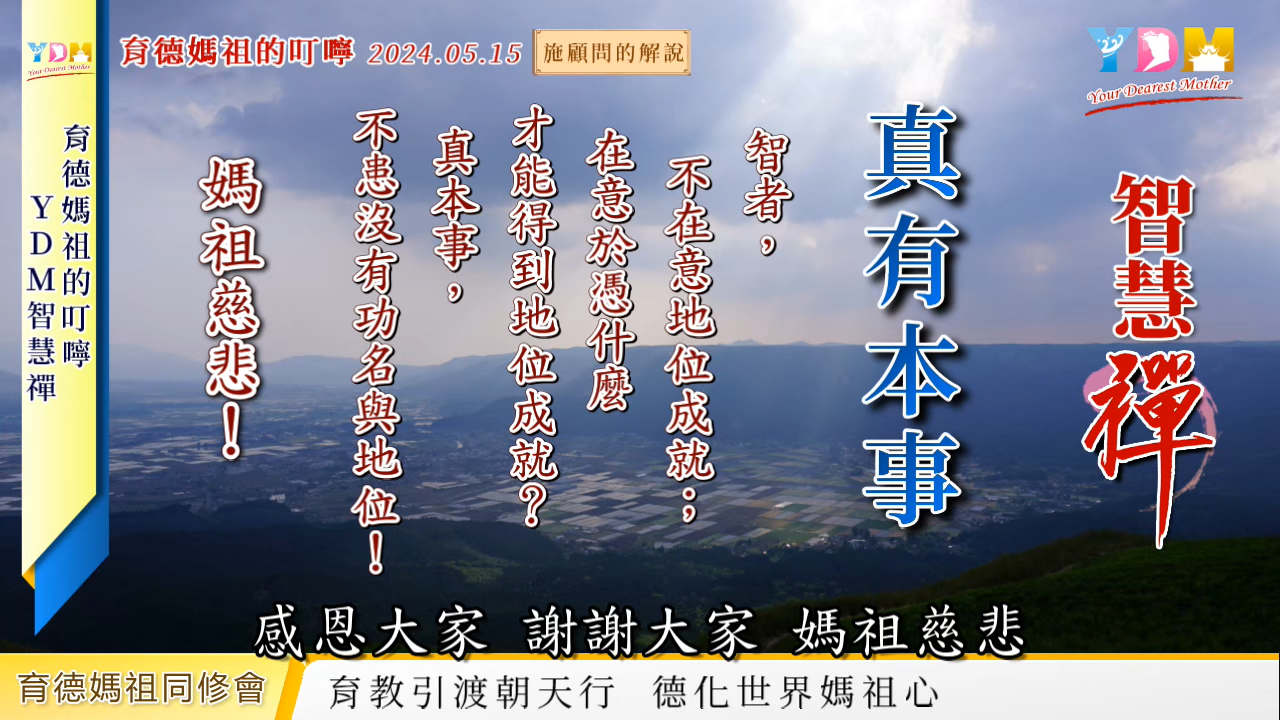 YDM
Your Dearest Mother
育德媽祖的叮嚀
YDM智慧禪
育德媽祖的叮嚀 2024.05.15 施顧問的解說
YDM
Your Dearest Mother
智慧禪
真有本事
智者，
不在意地位成就；
在意於憑什麼
才能得到地位成就？
真本事，
不患沒有功名與地位！
媽祖慈悲！
感恩大家 謝謝大家 媽祖慈悲
育德媽祖同修會
育教引渡朝天行 德化世界媽祖心